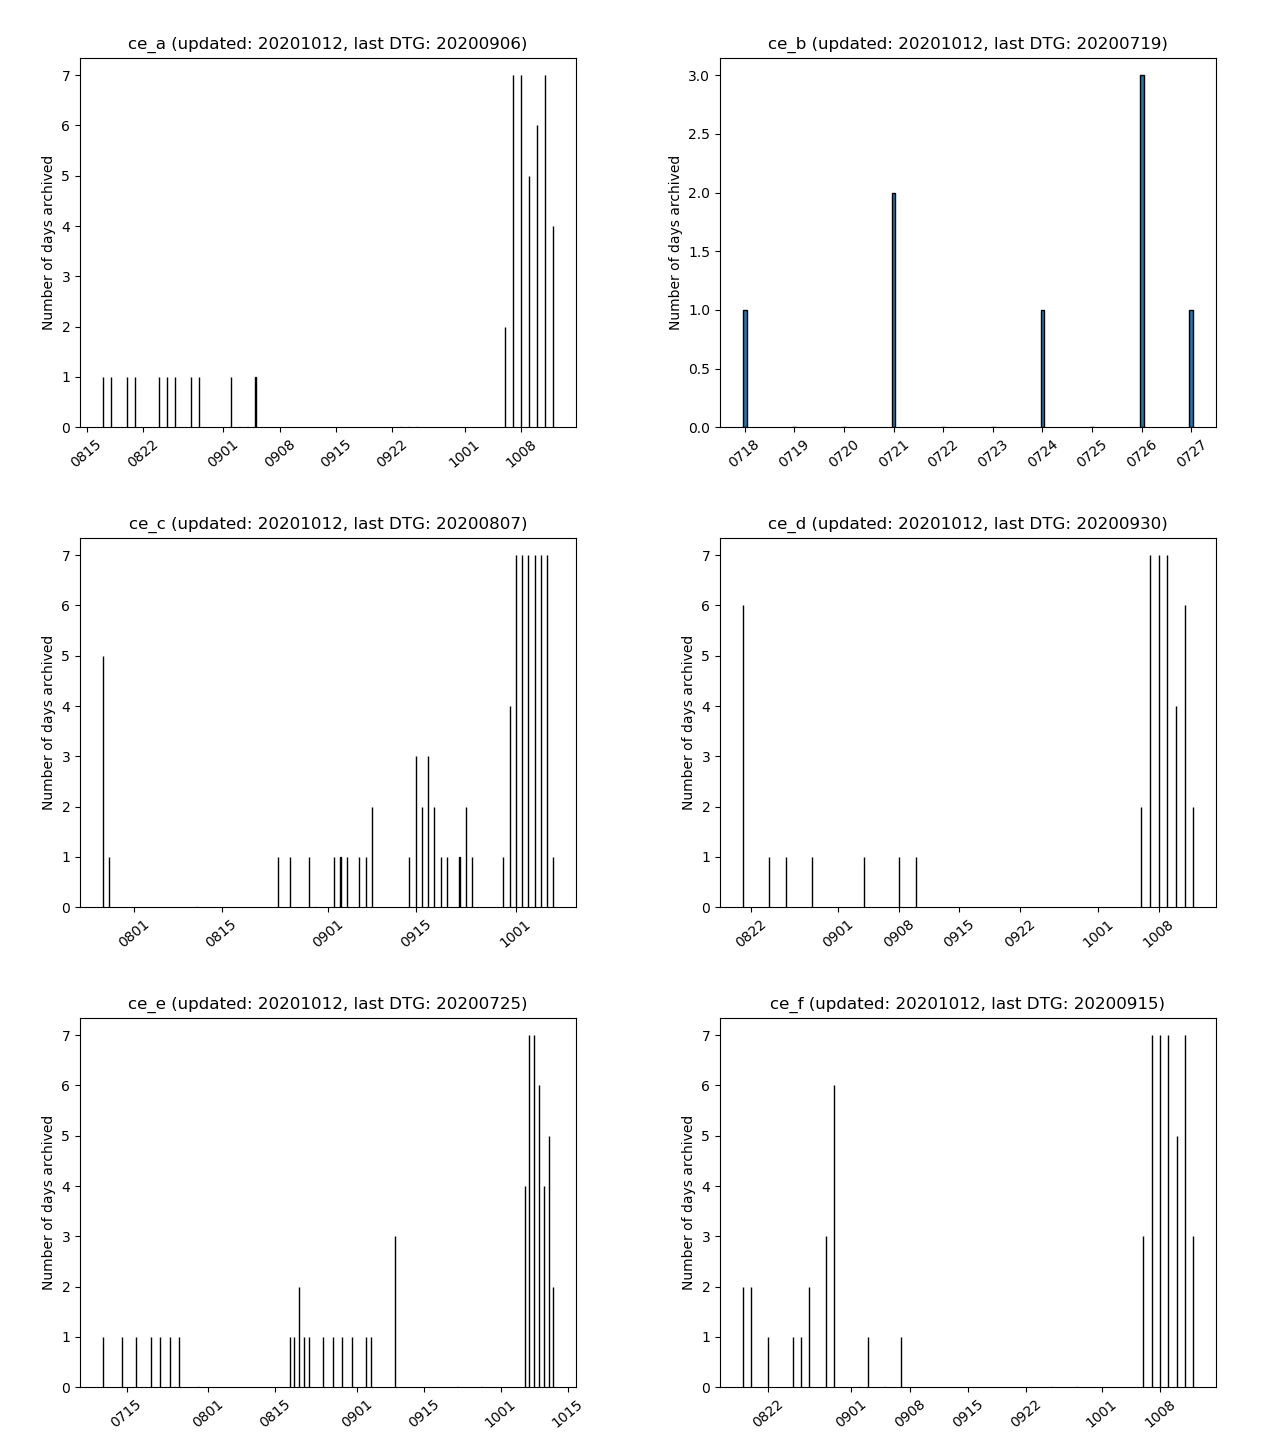 ce_a (updated: 20201012, last DTG: 20200906)
Number of days archived
7
6
5
4
3
2
1
0
0815 0822 0901 0908 0915 0922 1001 1008
ce_b (updated: 20201012, last DTG: 20200719)
Number of days archived
3.0
2.5
2.0
1.5
1.0
0.5
0.0
0718 0719 0720 0721 0722 0723 0724 0725 0726 0727
ce_c (updated: 20201012, last DTG: 20200807)
Number of days archived
7
6
5
4
3
2
1
0
0801 0815 0901 0915 1001
ce_d (updated: 20201012, last DTG: 20200930)
Number of days archived
7
6
5
4
3
2
1
0
0822 0901 0908 0915 0922 1001 1008
ce_e (updated: 20201012, last DTG: 20200725)
Number of days archived
7
6
5
4
3
2
1
0
0715 0801 0815 0901 0915 1001 1015
ce_f (updated: 20201012, last DTG: 20200915)
Number of days archived
7
6
5
4
3
2
1
0
0822 0901 0908 0915 0922 1001 1008